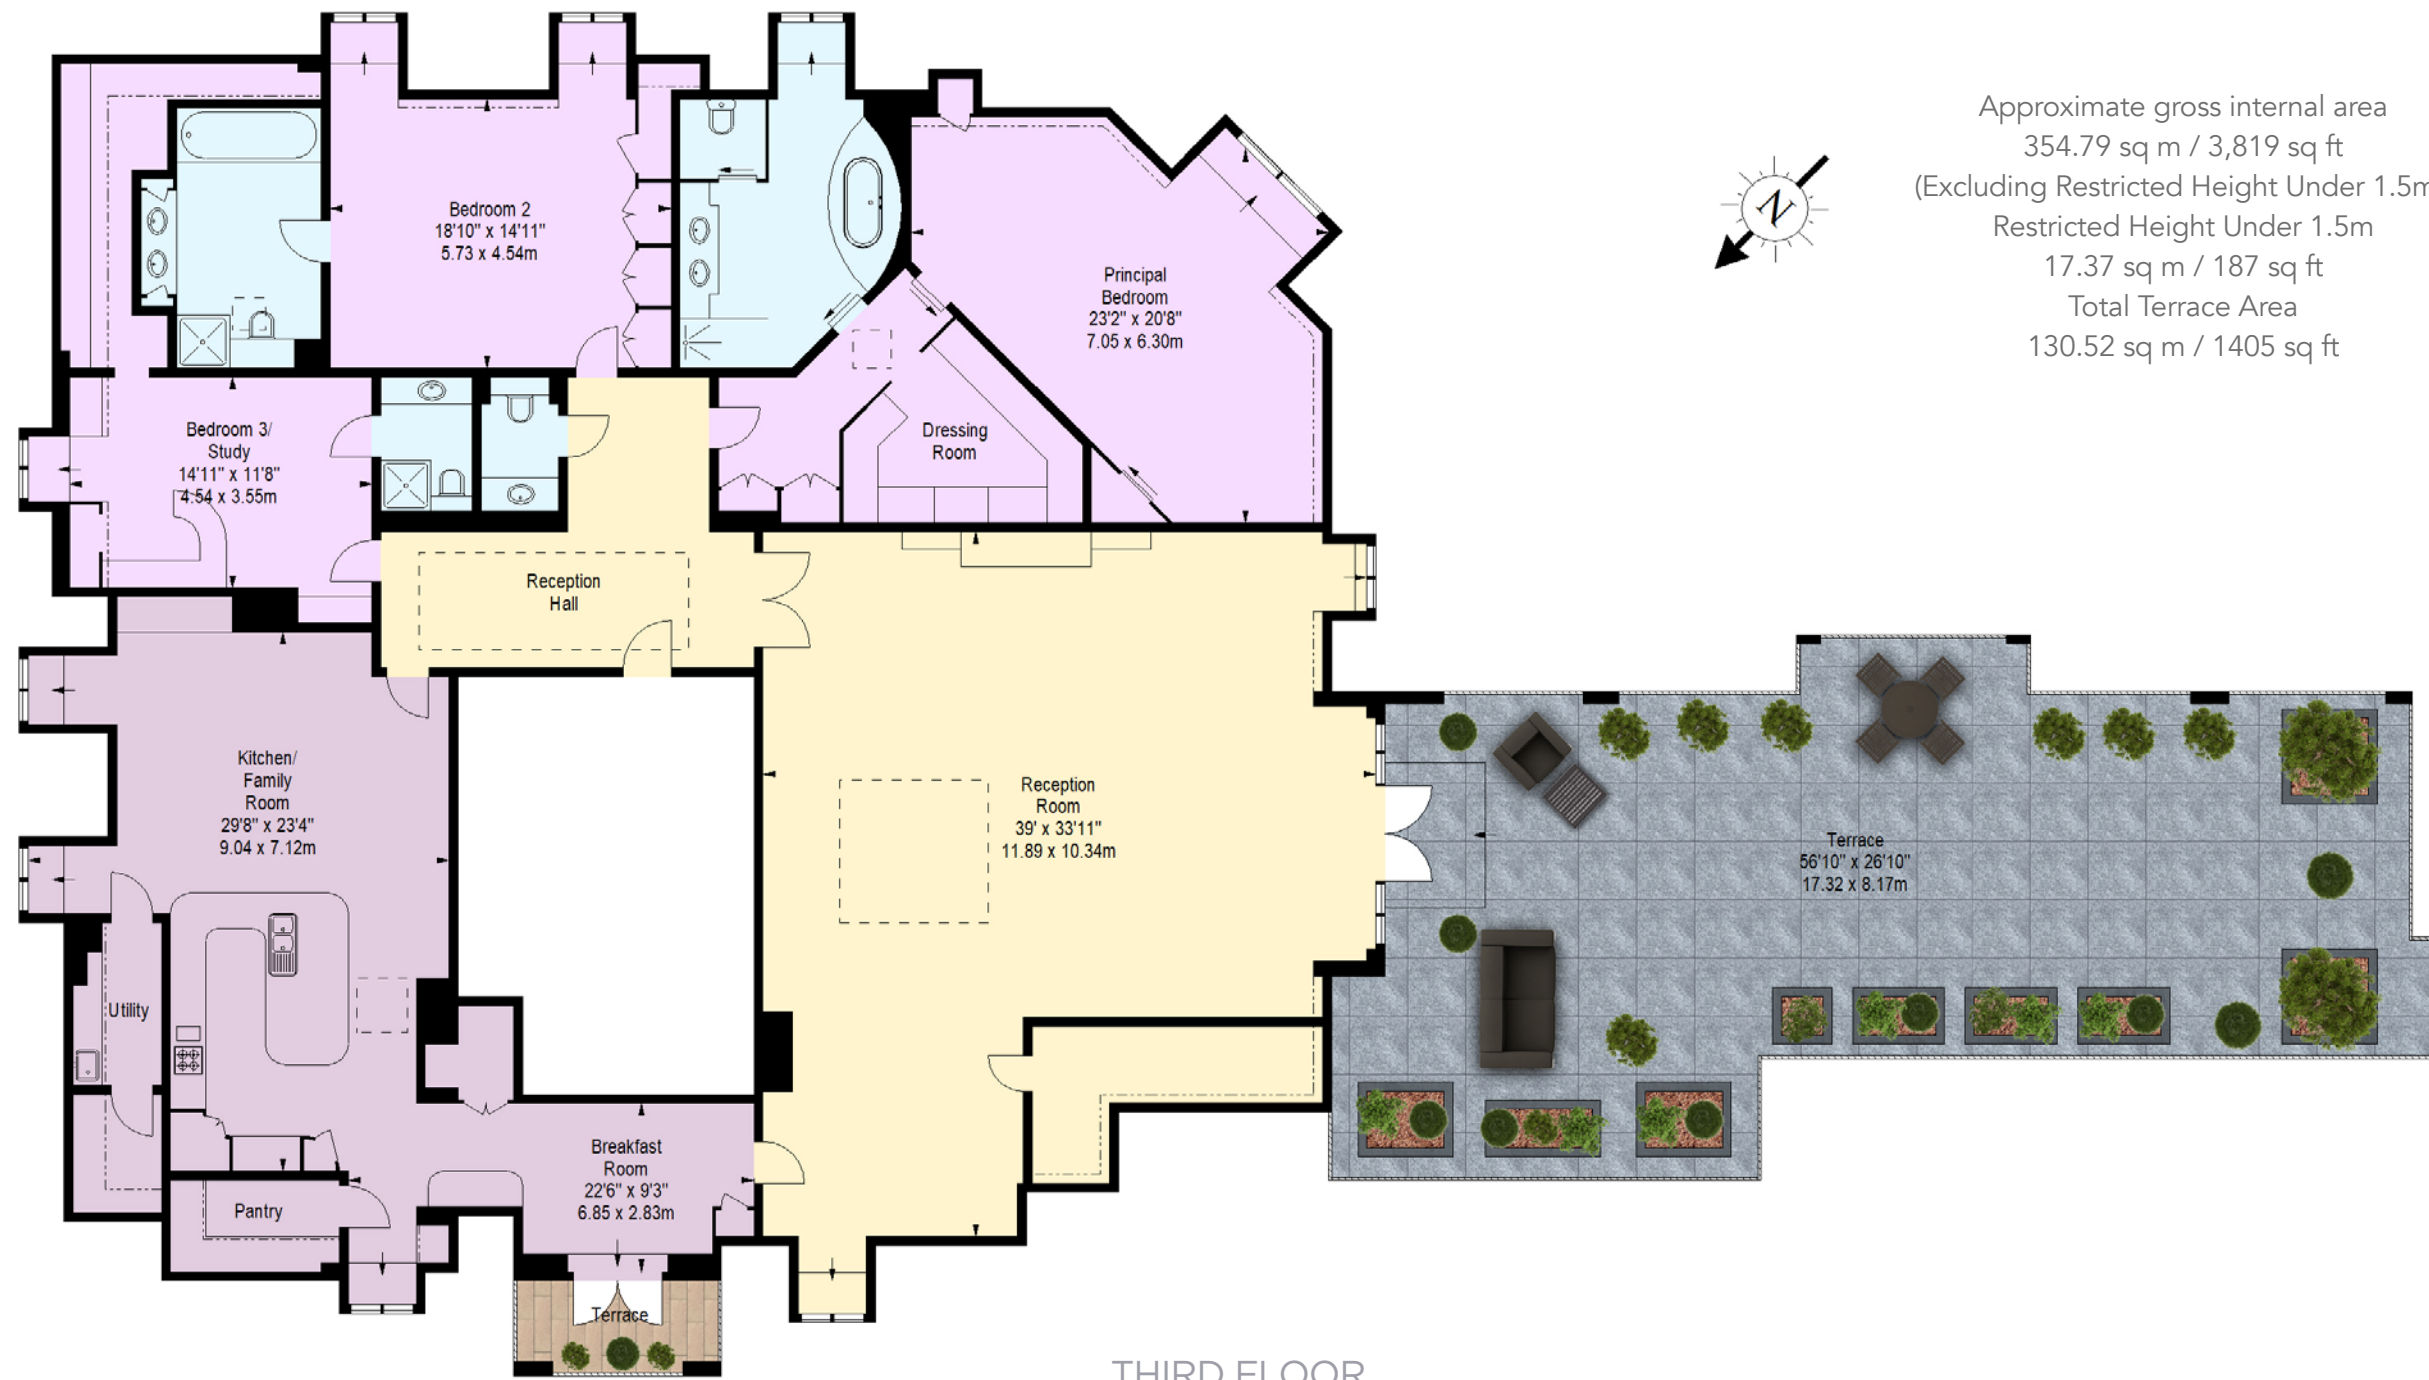 Approximate gross internal area
354.79 sq m / 3,819 sq ft
(Excluding Restricted Height Under 1.5m
Restricted Height Under 1.5m
17.37 sq m / 187 sq ft
Total Terrace Area
130.52 sq m / 1405 sq ft
N
Bedroom 2
18'10" x 14'11"
5.73 x 4.54m
Principal
Bedroom
23'2" x 20'8"
7.05 x 6.30m
Bedroom 3/
Study
14'11" x 11'8"
4.54 x 3.55m
Dressing
Room
Reception
Hall
Kitchen/
Family
Room
29'8" x 23'4"
9.04 x 7.12m
Reception
Room
39' x 33'11"
11.89 x 10.34m
Terrace
56'10" x 26'10"
17.32 x 8.17m
Utility
Breakfast
Room
22'6" x 9'3"
6.85 x 2.83m
Pantry
Terrace
THIRD FLOOR